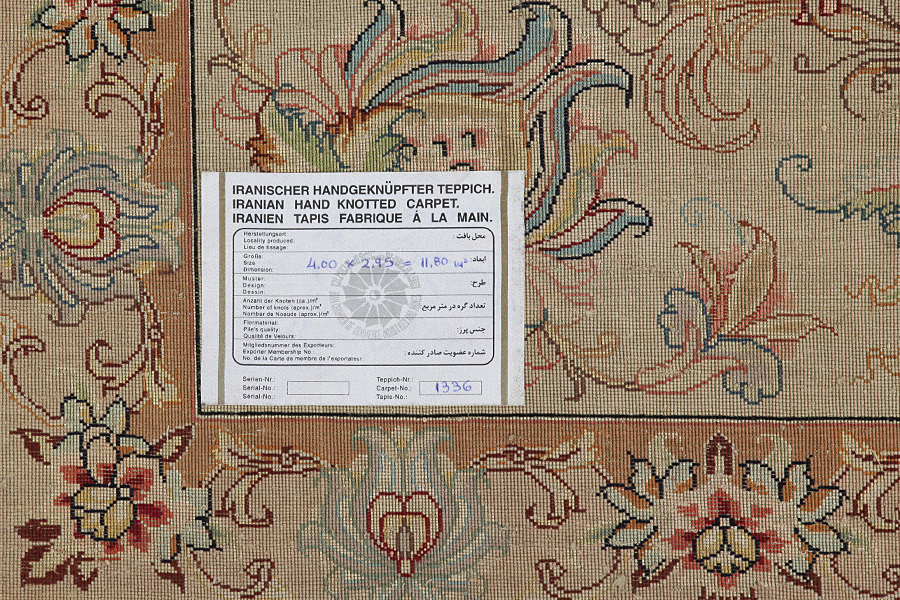 IRANISCHER HANDGEKNÜPFTER TEPPICH.
IRANIAN HAND KNOTTED CARPET.
IRANIEN TAPIS FABRIQUE Á LA MAIN.
Herstellungsort:
Locality produced: محل بافت :
Lieu de tissage:
Größe:
Size 4.00 x 2.95 = 11.80 m² ابعاد:
Dimension:
Muster:
Design: طرح:
Dessin:
Anzahl der Knoten (ca.)/m²
Number of knots (aprox.)/m² تعداد گره در متر مربع:
Nombre de Noeuds (aprox.)/m²
Flormaterial:
Pile's quality: جنس پرز:
Qualité de Velours:
Mitgliedsnummer des Exporteurs:
Exporter Membership No.: شماره عضویت صادر کننده :
No. de la Carte de membre de l'exportateur:
Serien-Nr.: Teppich-Nr.:
Serial-No.: Carpet-No.: 1336
Sérial-No.: Tapis-No.: